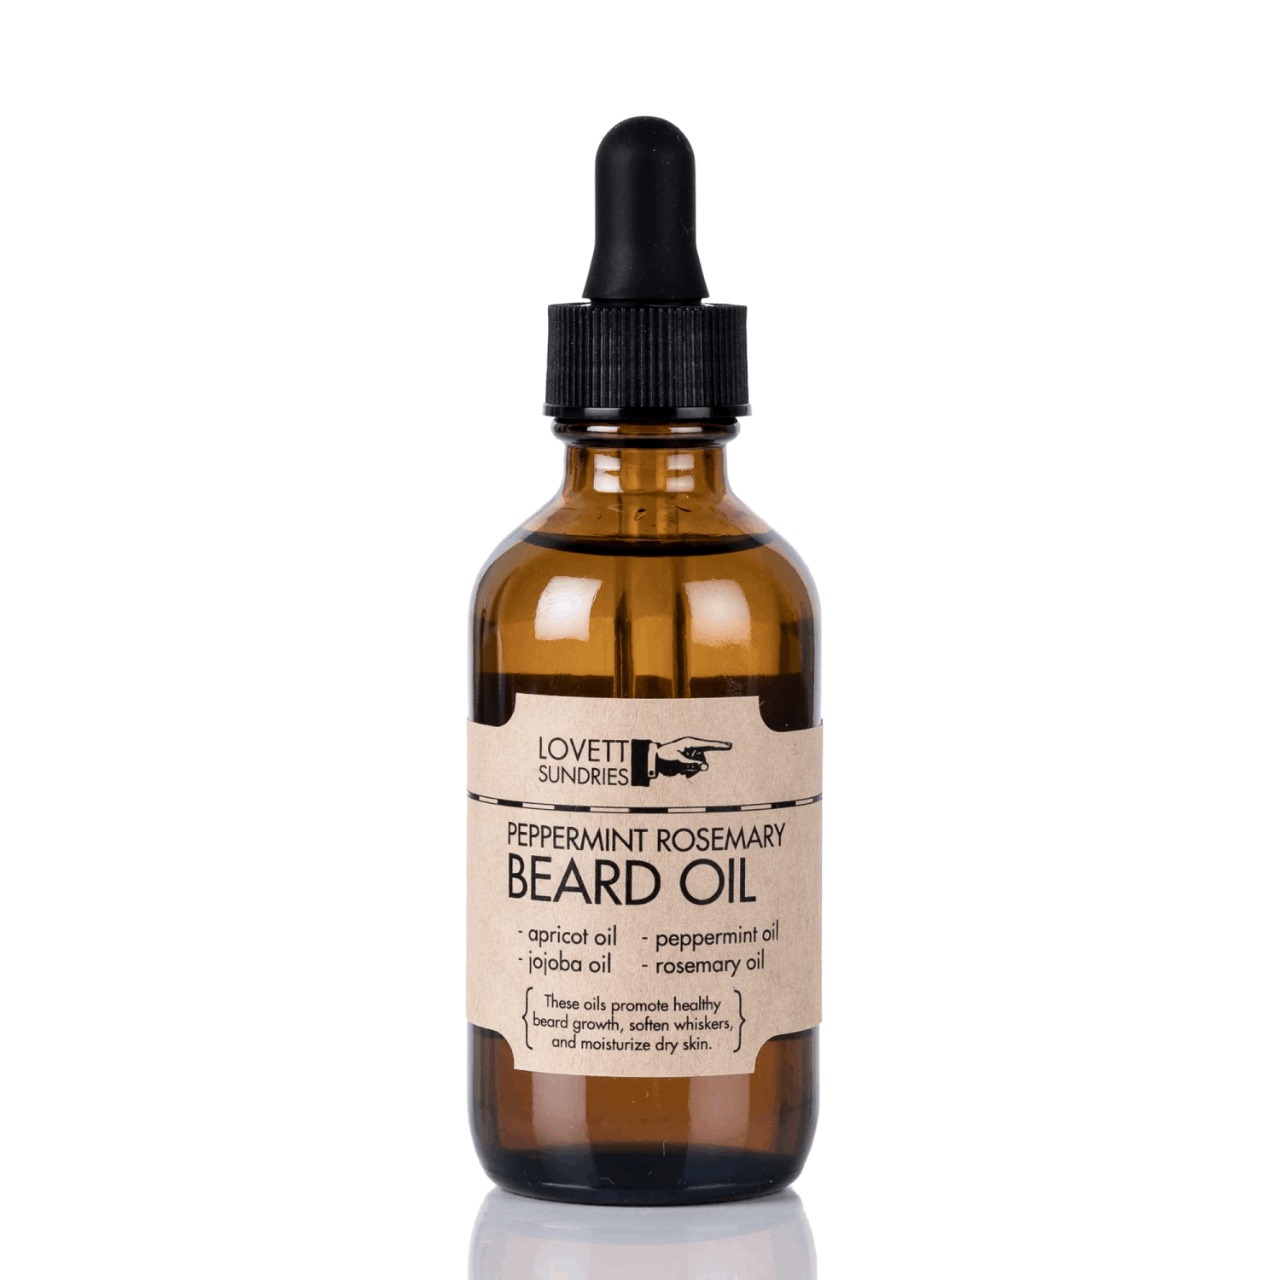 LOVETT
SUNDRIES
PEPPERMINT ROSEMARY
BEARD OIL
- apricot oil - peppermint oil
- jojoba oil - rosemary oil
{ These oils promote healthy
beard growth, soften whiskers,
and moisturize dry skin. }